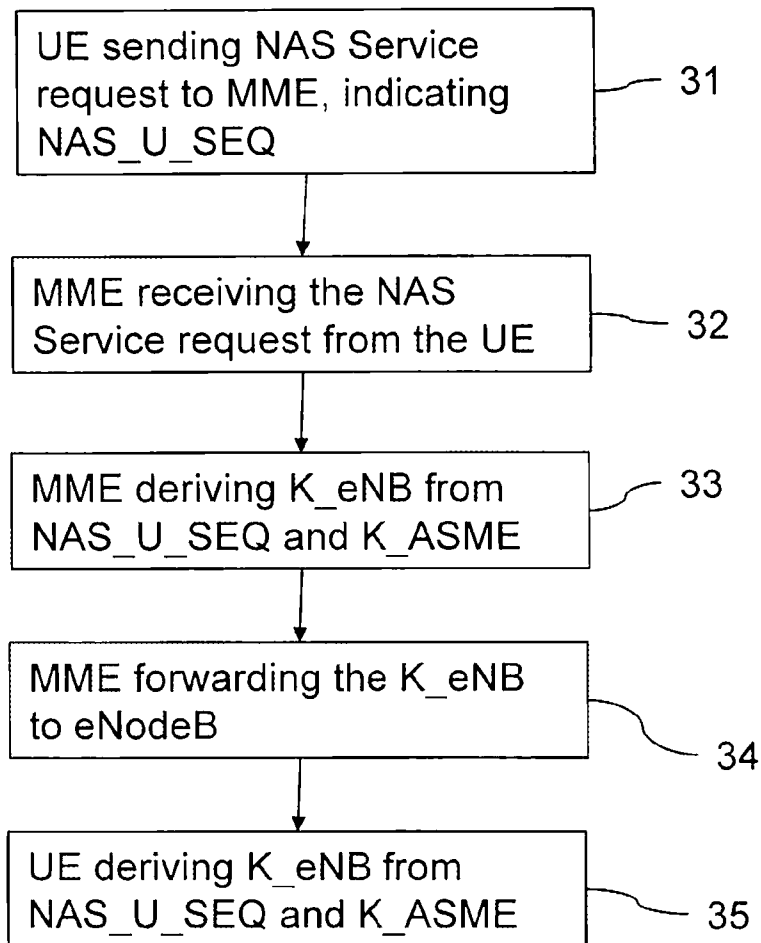 UE sending NAS Service
request to MME, indicating
NAS_U_SEQ
31
MME receiving the NAS
Service request from the UE
32
MME deriving K_eNB from
NAS_U_SEQ and K_ASME
33
MME forwarding the K_eNB
to eNodeB
34
UE deriving K_eNB from
NAS_U_SEQ and K_ASME
35